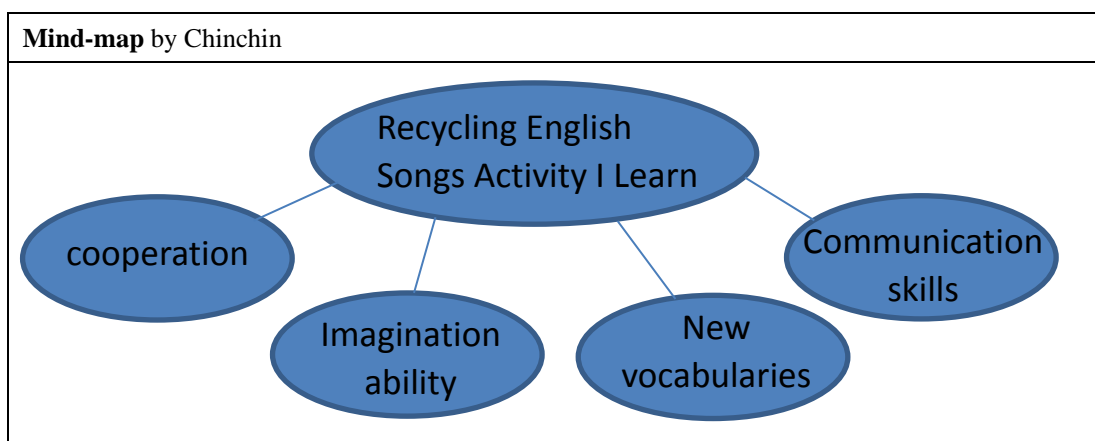 Mind-map by Chinchin
Recycling English
Songs Activity I Learn
cooperation
Imagination
ability
New
vocabularies
Communication
skills